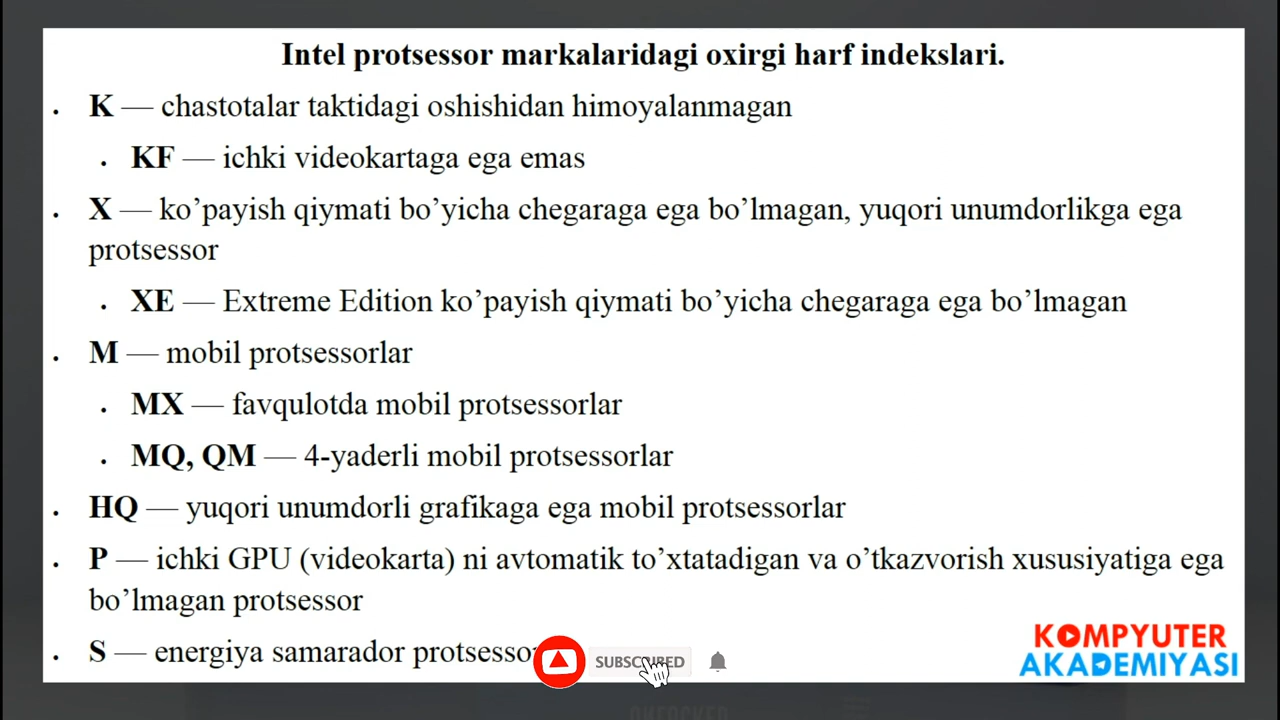 Intel protsessor markalaridagi oxirgi harf indekslari.
• K — chastotalar taktidagi oshishidan himoyalanmagan
• KF — ichki videokartaga ega emas
• X — ko’payish qiymati bo’yicha chegaraga ega bo’lmagan, yuqori unumdorlikga ega
protsessor
• XE — Extreme Edition ko’payish qiymati bo’yicha chegaraga ega bo’lmagan
• M — mobil protsessorlar
• MX — favqulotda mobil protsessorlar
• MQ, QM — 4-yaderli mobil protsessorlar
• HQ — yuqori unumdorli grafikaga ega mobil protsessorlar
• P — ichki GPU (videokarta) ni avtomatik to’xtatadigan va o’tkazvorish xususiyatiga ega
bo’lmagan protsessor
• S — energiya samarador
SUBSCRIBED
KOMPYUTER
AKADEMIYASI